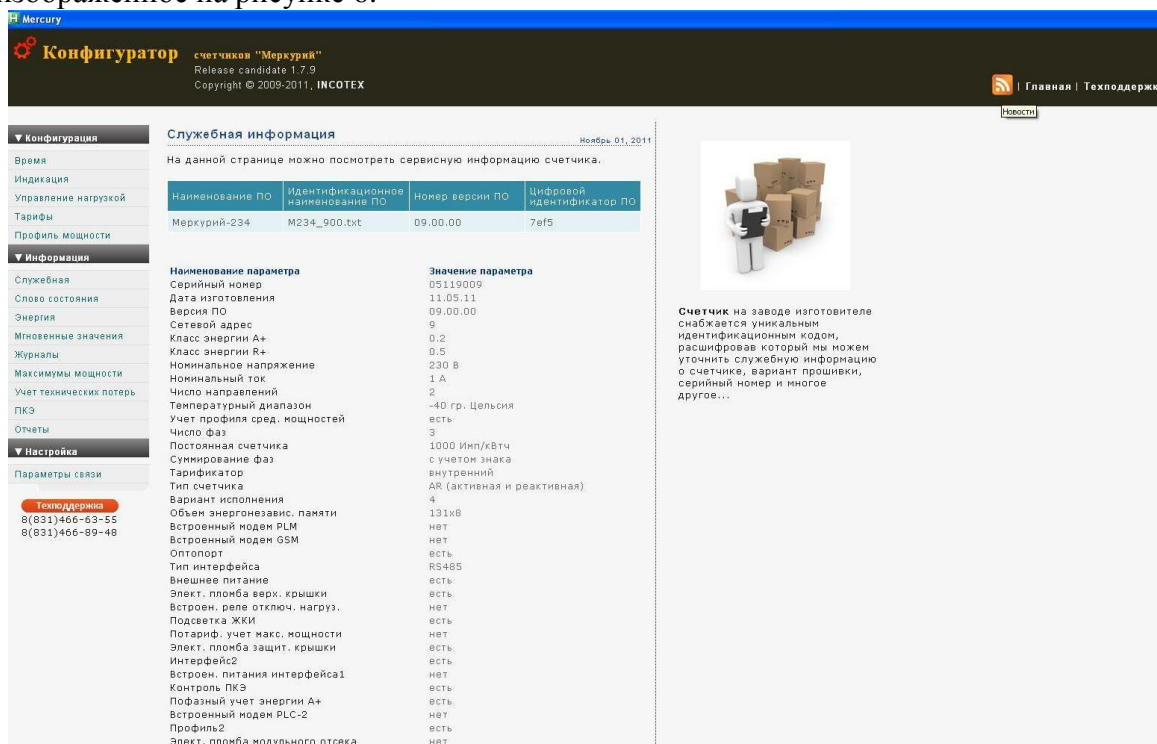 изображенное на рисунке 6.
Mercury
Конфигуратор счетчиков "Меркурий"
Release candidate 1.7.9
Copyright © 2009-2011, INCOTEX
| Главная | Техподдержк
Новости
▼ Конфигурация
Время
Индикация
Управление нагрузкой
Тарифы
Профиль мощности
▼ Информация
Служебная
Слово состояния
Энергия
Мгновенные значения
Журналы
Максимумы мощности
Учет технических потерь
ПКЭ
Отчеты
▼ Настройка
Параметры связи
Техподдержка
8(831)466-63-55
8(831)466-89-48
Служебная информация
Ноябрь 01, 2011
На данной странице можно посмотреть сервисную информацию счетчика.
Наименование ПО Идентификационное наименование ПО Номер версии ПО Цифровой идентификатор ПО
Меркурий-234 M234_900.txt 09.00.00 7ef5
Наименование параметра Значение параметра
Серийный номер 05119009
Дата изготовления 11.05.11
Версия ПО 09.00.00
Сетевой адрес 9
Класс энергии А+ 0.2
Класс энергии R+ 0.5
Номинальное напряжение 230 В
Номинальный ток 1 А
Число направлений 2
Температурный диапазон -40 гр. Цельсия
Учет профиля сред. мощностей есть
Число фаз 3
Постоянная счетчика 1000 Имп/кВтч
Суммирование фаз с учетом знака
Тарификатор внутренний
Тип счетчика AR (активная и реактивная)
Вариант исполнения 4
Объем энергонезавис. памяти 131x8
Встроенный модем PLM нет
Встроенный модем GSM нет
Оптопорт есть
Тип интерфейса RS485
Внешнее питание есть
Элект. пломба верх. крышки есть
Встроен. реле отключ. нагруз. нет
Подсветка ЖКИ есть
Потариф. учет макс. мощности нет
Элект. пломба защит. крышки есть
Интерфейс2 есть
Встроен. питания интерфейса1 нет
Контроль ПКЭ есть
Пофазный учет энергии А+ есть
Встроенный модем PLC-2 нет
Профиль2 есть
Элект. пломба модульного отсека нет
Счетчик на заводе изготовителе
снабжается уникальным
идентификационным кодом,
расшифровав который мы можем
уточнить служебную информацию
о счетчике, вариант прошивки,
серийный номер и многое
другое...